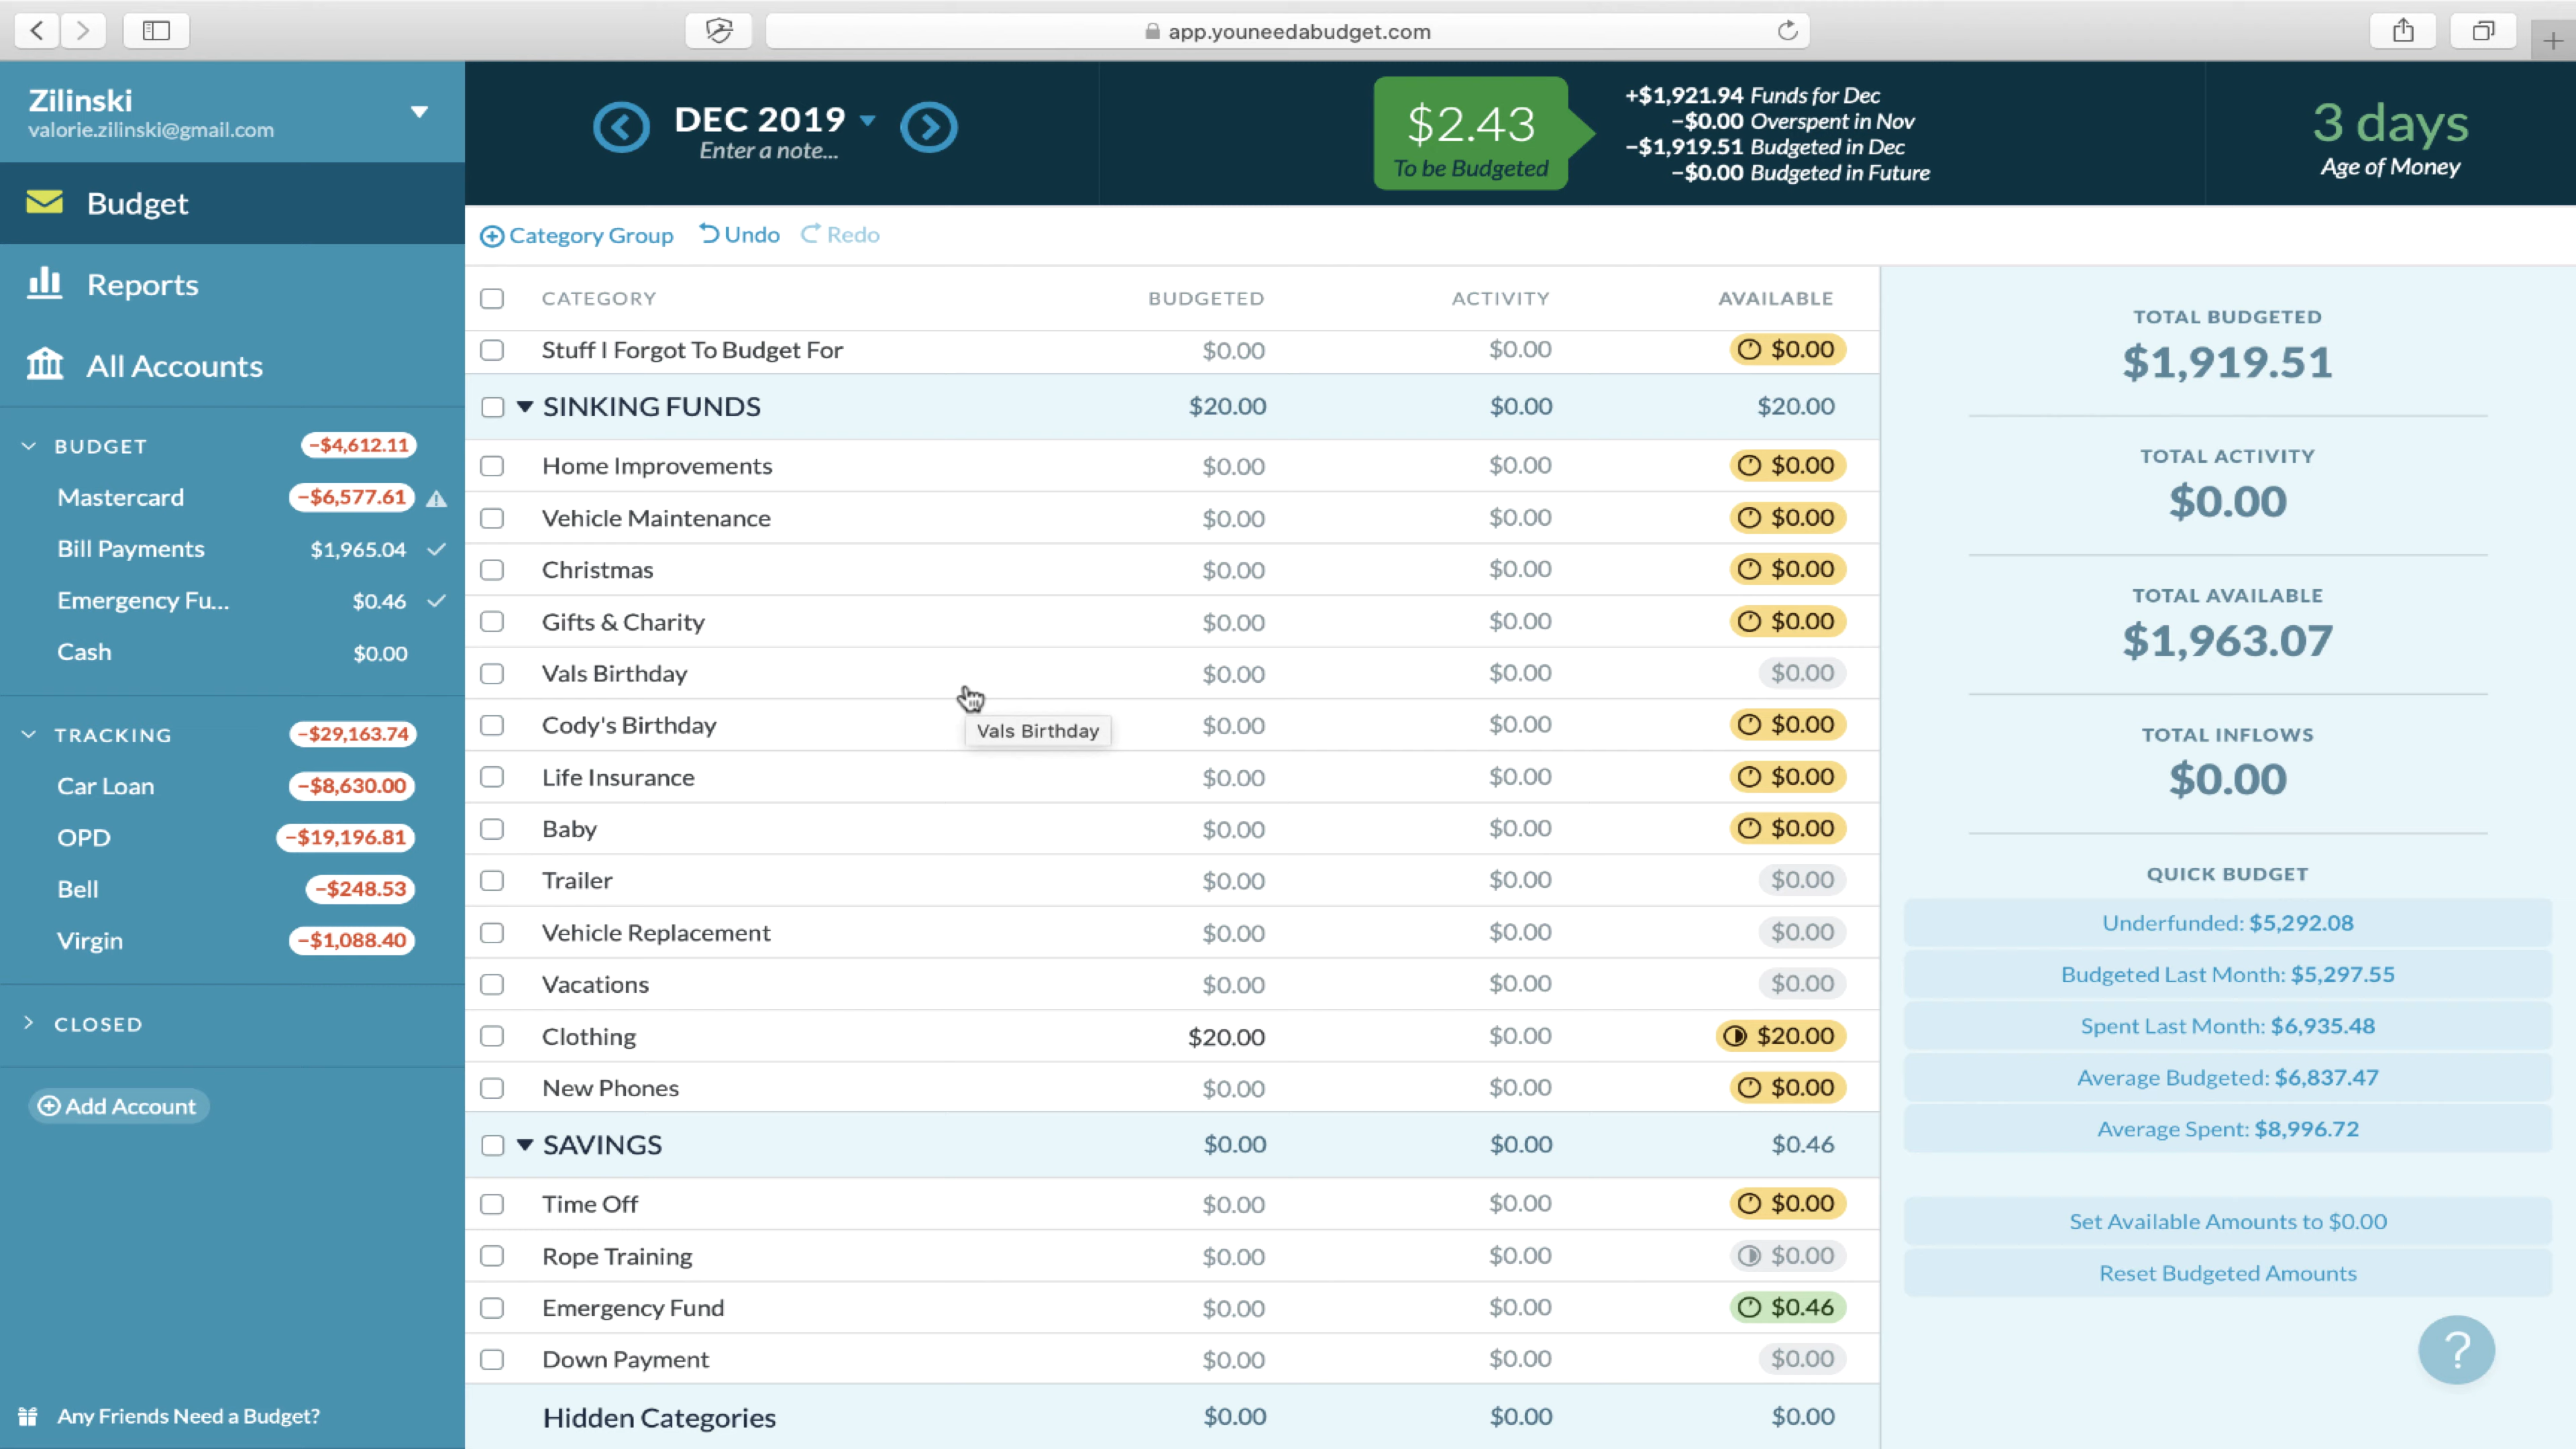 app.youneedabudget.com
Zilinski
valorie.zilinski@gmail.com
DEC 2019
Enter a note...
$2.43
To be Budgeted
+$1,921.94 Funds for Dec
−$0.00 Overspent in Nov
−$1,919.51 Budgeted in Dec
−$0.00 Budgeted in Future
3 days
Age of Money
Budget
Reports
All Accounts
BUDGET −$4,612.11
Mastercard −$6,577.61
Bill Payments $1,965.04
Emergency Fu... $0.46
Cash $0.00
TRACKING −$29,163.74
Car Loan −$8,630.00
OPD −$19,196.81
Bell −$248.53
Virgin −$1,088.40
CLOSED
Add Account
Any Friends Need a Budget?
Category Group Undo Redo
CATEGORY BUDGETED ACTIVITY AVAILABLE
Stuff I Forgot To Budget For $0.00 $0.00 $0.00
SINKING FUNDS $20.00 $0.00 $20.00
Home Improvements $0.00 $0.00 $0.00
Vehicle Maintenance $0.00 $0.00 $0.00
Christmas $0.00 $0.00 $0.00
Gifts & Charity $0.00 $0.00 $0.00
Vals Birthday $0.00 $0.00 $0.00
Cody's Birthday $0.00 $0.00 $0.00
Vals Birthday
Life Insurance $0.00 $0.00 $0.00
Baby $0.00 $0.00 $0.00
Trailer $0.00 $0.00 $0.00
Vehicle Replacement $0.00 $0.00 $0.00
Vacations $0.00 $0.00 $0.00
Clothing $20.00 $0.00 $20.00
New Phones $0.00 $0.00 $0.00
SAVINGS $0.00 $0.00 $0.46
Time Off $0.00 $0.00 $0.00
Rope Training $0.00 $0.00 $0.00
Emergency Fund $0.00 $0.00 $0.46
Down Payment $0.00 $0.00 $0.00
Hidden Categories $0.00 $0.00 $0.00
TOTAL BUDGETED
$1,919.51
TOTAL ACTIVITY
$0.00
TOTAL AVAILABLE
$1,963.07
TOTAL INFLOWS
$0.00
QUICK BUDGET
Underfunded: $5,292.08
Budgeted Last Month: $5,297.55
Spent Last Month: $6,935.48
Average Budgeted: $6,837.47
Average Spent: $8,996.72
Set Available Amounts to $0.00
Reset Budgeted Amounts
?